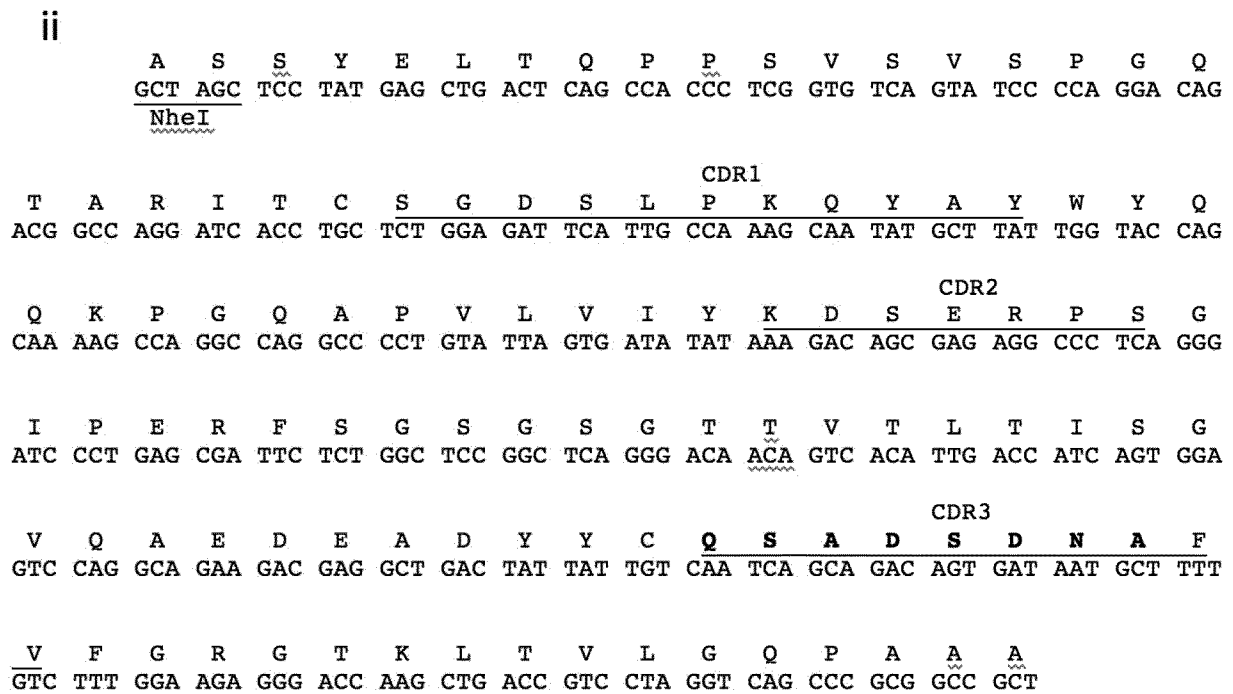 ii
A S S Y E L T Q P P S V S V S P G Q
GCT AGC TCC TAT GAG CTG ACT CAG CCA CCC TCG GTG TCA GTA TCC CCA GGA CAG
NheI
CDR1
T A R I T C S G D S L P K Q Y A Y W Y Q
ACG GCC AGG ATC ACC TGC TCT GGA GAT TCA TTG CCA AAG CAA TAT GCT TAT TGG TAC CAG
CDR2
Q K P G Q A P V L V I Y K D S E R P S G
CAA AAG CCA GGC CAG GCC CCT GTA TTA GTG ATA TAT AAA GAC AGC GAG AGG CCC TCA GGG
I P E R F S G S G S G T T V T L T I S G
ATC CCT GAG CGA TTC TCT GGC TCC GGC TCA GGG ACA ACA GTC ACA TTG ACC ATC AGT GGA
CDR3
V Q A E D E A D Y Y C Q S A D S D N A F
GTC CAG GCA GAA GAC GAG GCT GAC TAT TAT TGT CAA TCA GCA GAC AGT GAT AAT GCT TTT
V F G R G T K L T V L G Q P A A A
GTC TTT GGA AGA GGG ACC AAG CTG ACC GTC CTA GGT CAG CCC GCG GCC GCT